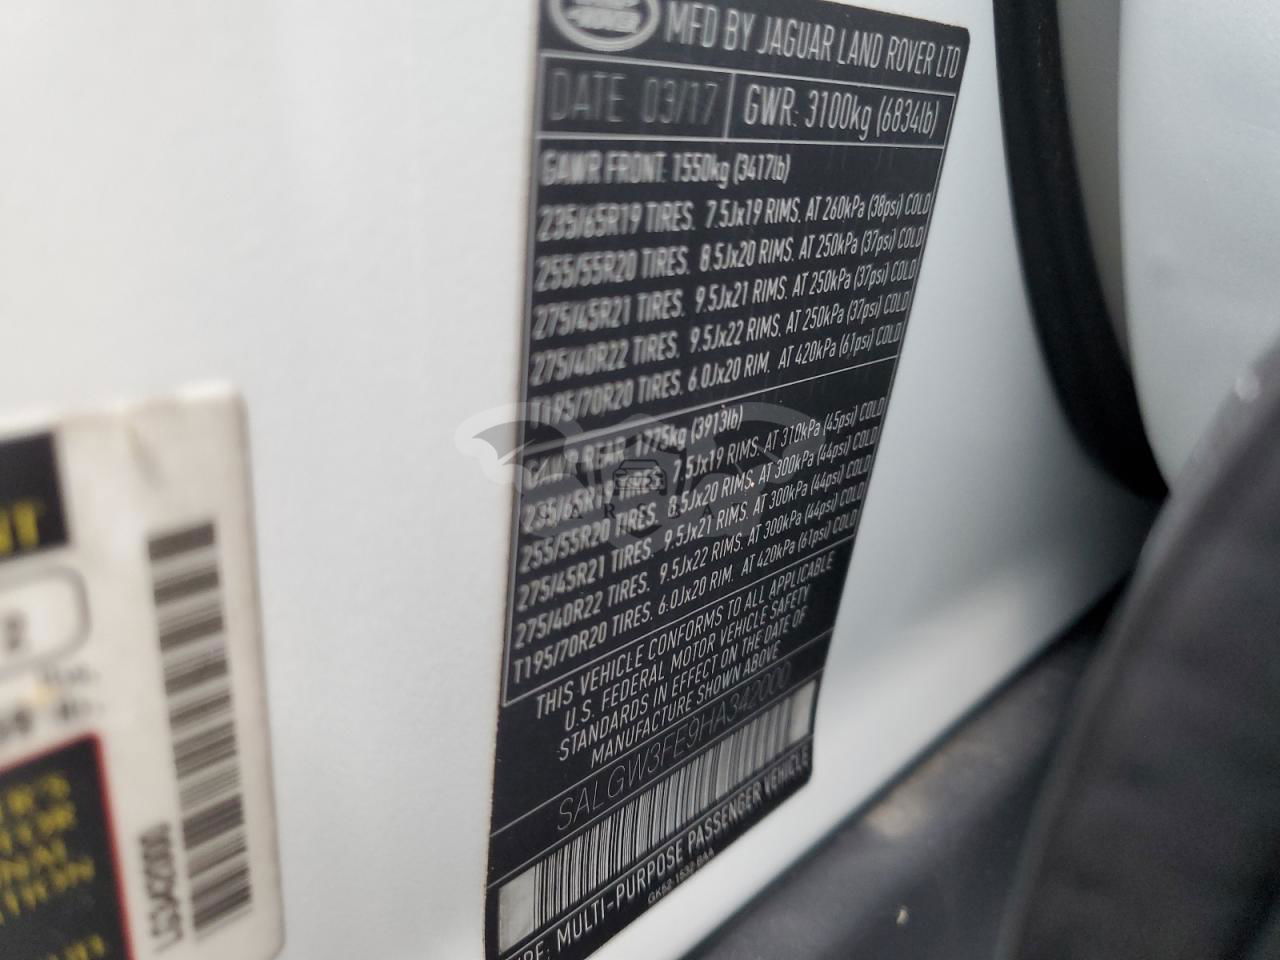 ROVER
MFD BY JAGUAR LAND ROVER LTD
DATE 03/17
GWR: 3100kg (6834lb)
GAWR FRONT: 1550kg (3417lb)
235/65R19 TIRES. 7.5Jx19 RIMS. AT 260kPa (38psi) COLD
255/55R20 TIRES. 8.5Jx20 RIMS. AT 250kPa (37psi) COLD
275/45R21 TIRES. 9.5Jx21 RIMS. AT 250kPa (37psi) COLD
275/40R22 TIRES. 9.5Jx22 RIMS. AT 250kPa (37psi) COLD
T195/70R20 TIRES. 6.0Jx20 RIM. AT 420kPa (61psi) COLD
GAWR REAR: 1775kg (3913lb)
235/65R19 TIRES. 7.5Jx19 RIMS. AT 310kPa (45psi) COLD
255/55R20 TIRES. 8.5Jx20 RIMS. AT 300kPa (44psi) COLD
275/45R21 TIRES. 9.5Jx21 RIMS. AT 300kPa (44psi) COLD
275/40R22 TIRES. 9.5Jx22 RIMS. AT 300kPa (44psi) COLD
T195/70R20 TIRES. 6.0Jx20 RIM. AT 420kPa (61psi) COLD
THIS VEHICLE CONFORMS TO ALL APPLICABLE
U.S. FEDERAL MOTOR VEHICLE SAFETY
STANDARDS IN EFFECT ON THE DATE OF
MANUFACTURE SHOWN ABOVE
SALGW3FE9HA342000
MULTI-PURPOSE PASSENGER VEHICLE